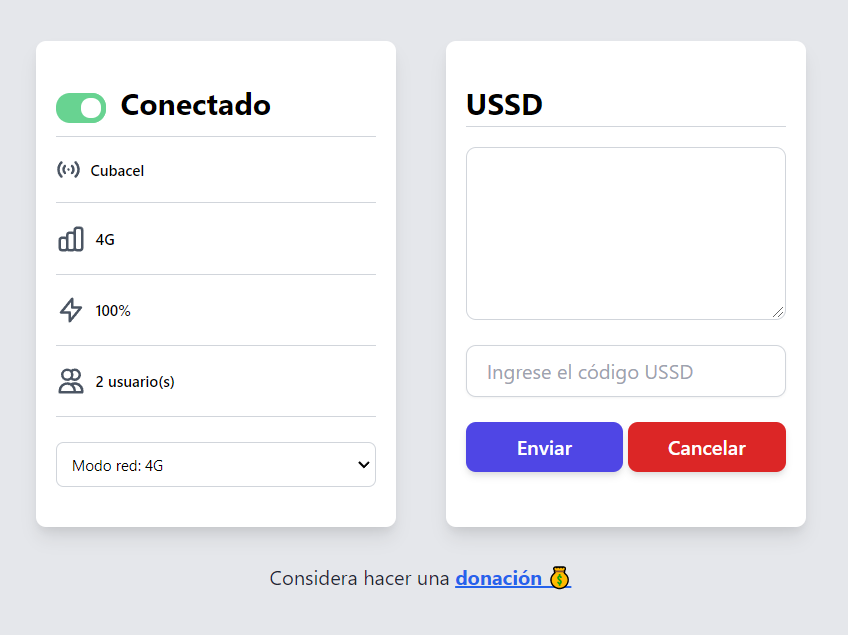 Conectado
Cubacel
4G
100%
2 usuario(s)
Modo red: 4G
USSD
Ingrese el código USSD
Enviar Cancelar
Considera hacer una donación 💰